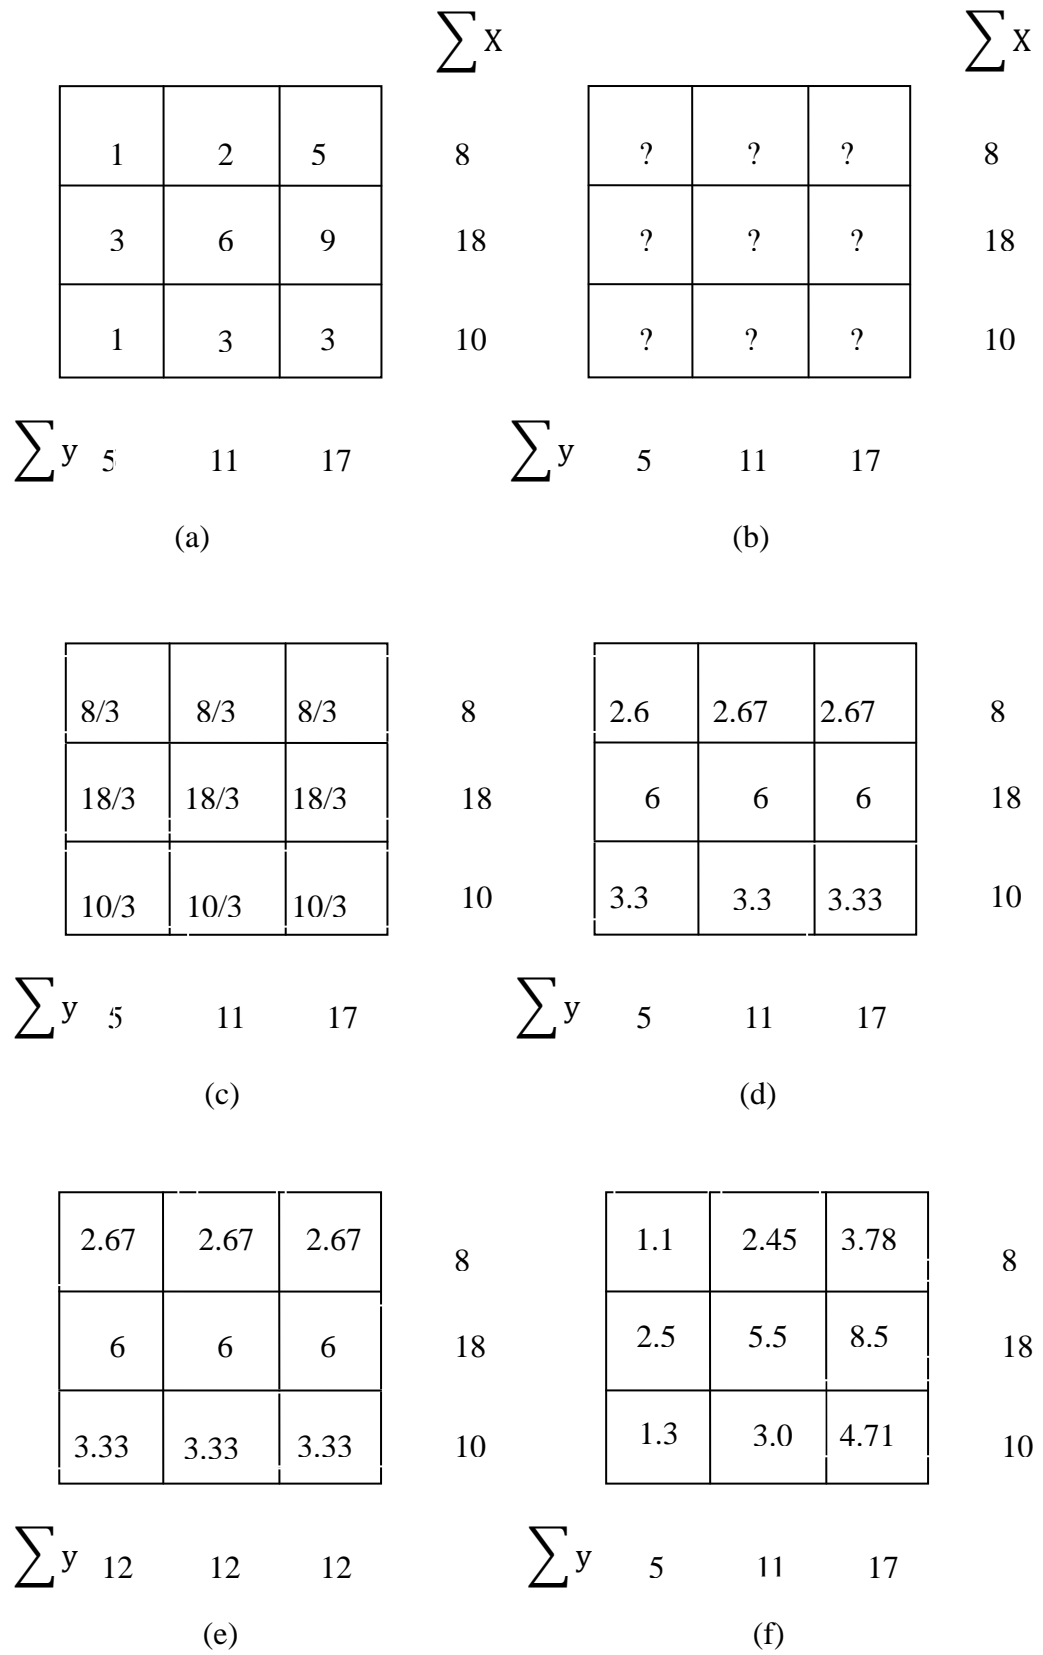 ∑x ∑x
1 2 5 8 ? ? ? 8
3 6 9 18 ? ? ? 18
1 3 3 10 ? ? ? 10
∑y 5 11 17 ∑y 5 11 17
(a) (b)
8/3 8/3 8/3 8 2.6 2.67 2.67 8
18/3 18/3 18/3 18 6 6 6 18
10/3 10/3 10/3 10 3.3 3.3 3.33 10
∑y 5 11 17 ∑y 5 11 17
(c) (d)
2.67 2.67 2.67 8 1.1 2.45 3.78 8
6 6 6 18 2.5 5.5 8.5 18
3.33 3.33 3.33 10 1.3 3.0 4.71 10
∑y 12 12 12 ∑y 5 11 17
(e) (f)